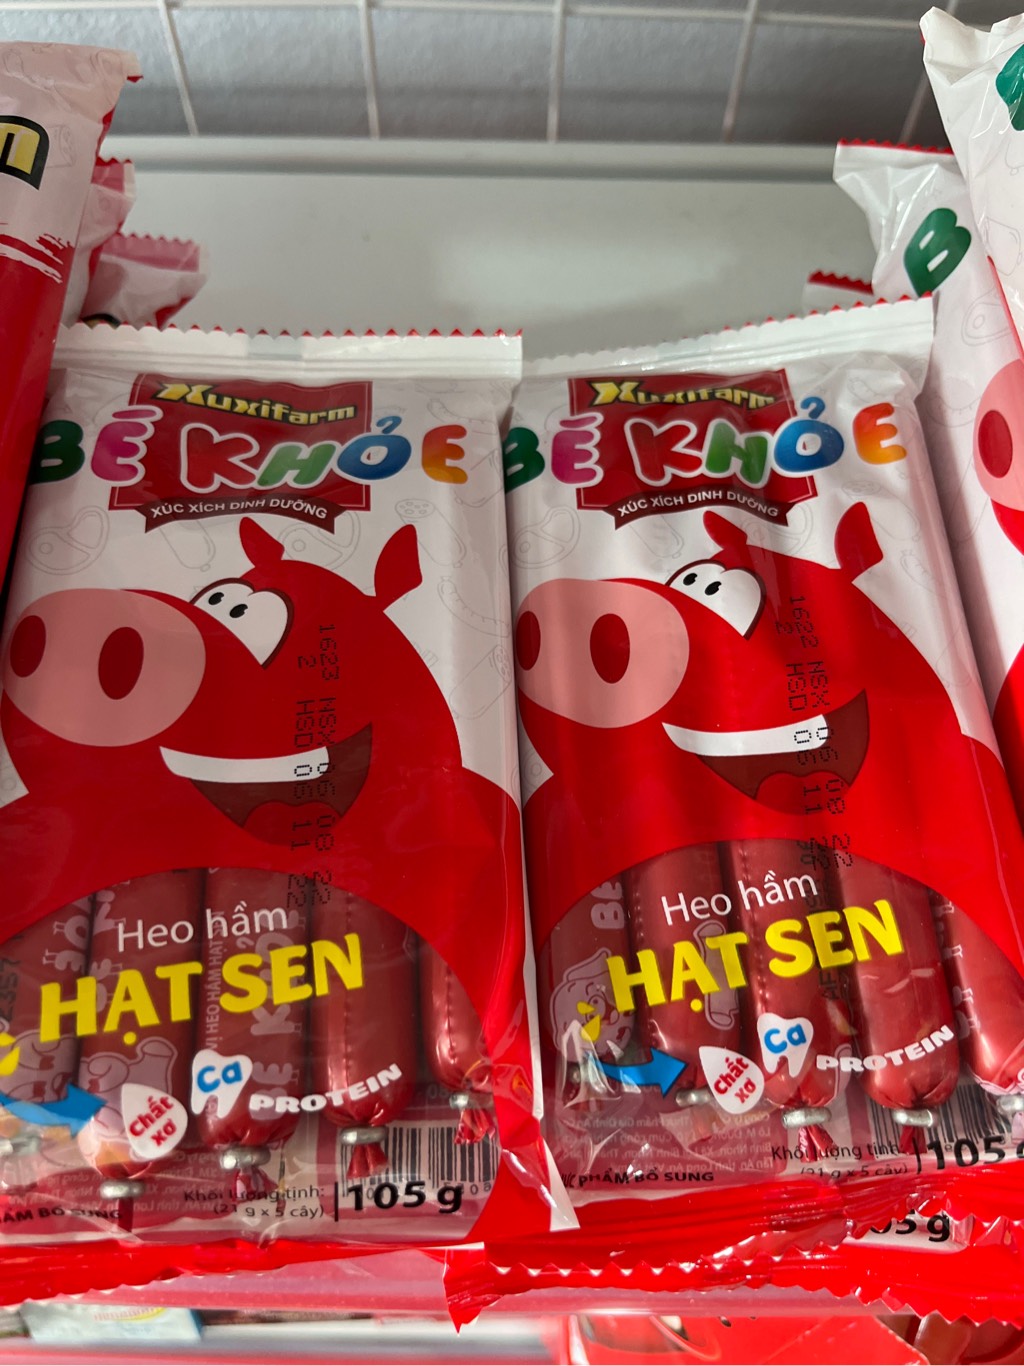 Xuxifarm
BÉ KHỎE
XÚC XÍCH DINH DƯỠNG
1623 NSX 06 08 22
2 HSD 06 11 22
Heo hầm
HẠT SEN
Ca
PROTEIN
Chất
xơ
Khối lượng tịnh:
(21 g x 5 cây)
105 g
Xuxifarm
BÉ KHỎE
XÚC XÍCH DINH DƯỠNG
1622 NSX 06 08 22
2 HSD 06 11 22
Heo hầm
HẠT SEN
Ca
PROTEIN
Chất
xơ
Khối lượng tịnh:
(21 g x 5 cây)
105
PHẨM BỔ SUNG
B